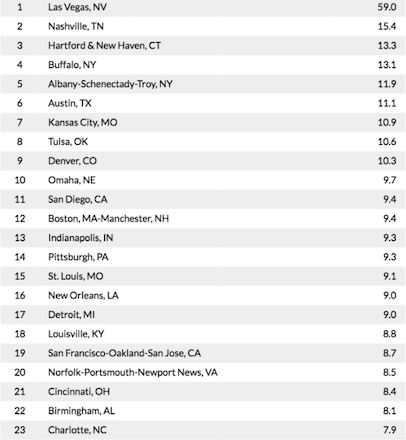 1 Las Vegas, NV 59.0
2 Nashville, TN 15.4
3 Hartford & New Haven, CT 13.3
4 Buffalo, NY 13.1
5 Albany-Schenectady-Troy, NY 11.9
6 Austin, TX 11.1
7 Kansas City, MO 10.9
8 Tulsa, OK 10.6
9 Denver, CO 10.3
10 Omaha, NE 9.7
11 San Diego, CA 9.4
12 Boston, MA-Manchester, NH 9.4
13 Indianapolis, IN 9.3
14 Pittsburgh, PA 9.3
15 St. Louis, MO 9.1
16 New Orleans, LA 9.0
17 Detroit, MI 9.0
18 Louisville, KY 8.8
19 San Francisco-Oakland-San Jose, CA 8.7
20 Norfolk-Portsmouth-Newport News, VA 8.5
21 Cincinnati, OH 8.4
22 Birmingham, AL 8.1
23 Charlotte, NC 7.9